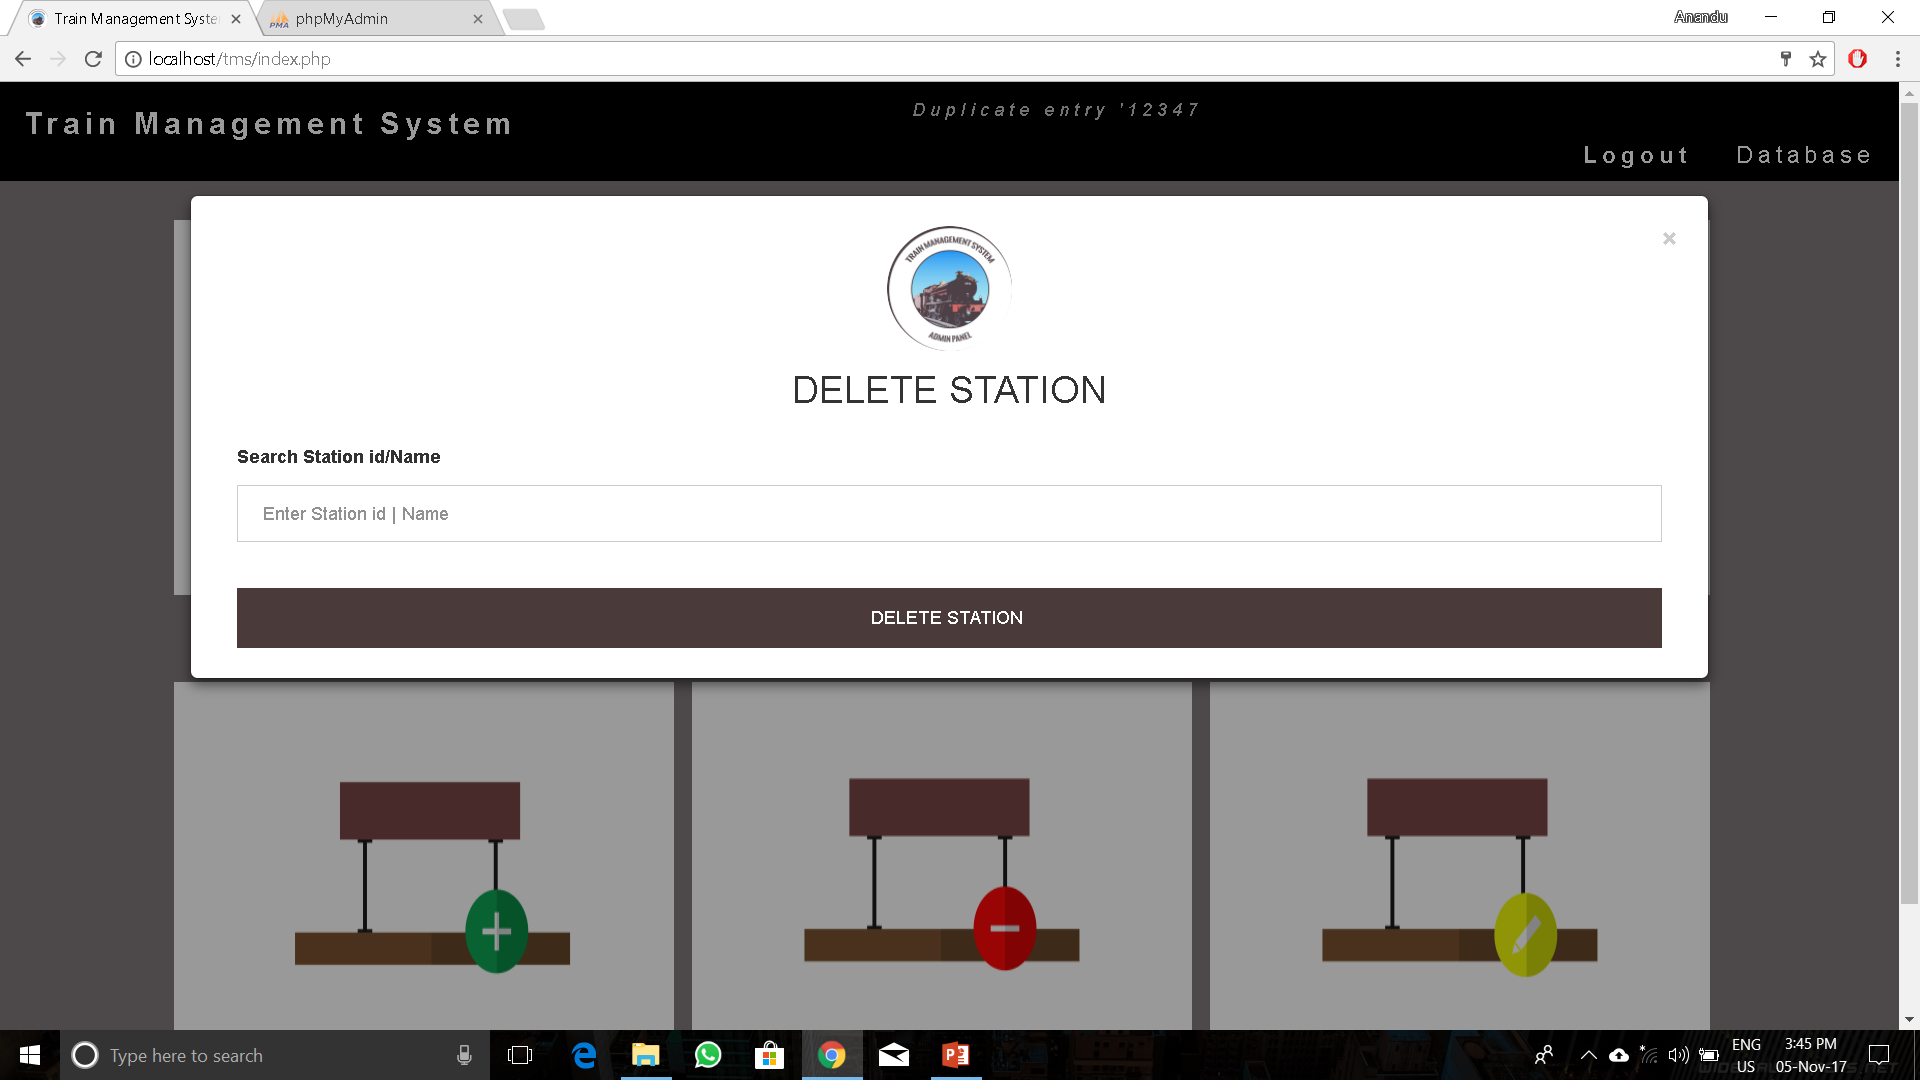 Train Management Syste
phpMyAdmin
Anandu
localhost/tms/index.php
Train Management System
Duplicate entry '12347
Logout
Database
TRAIN MANAGEMENT SYSTEM
ADMIN PANEL
×
DELETE STATION
Search Station id/Name
Enter Station id | Name
DELETE STATION
Type here to search
ENG
US
3:45 PM
05-Nov-17